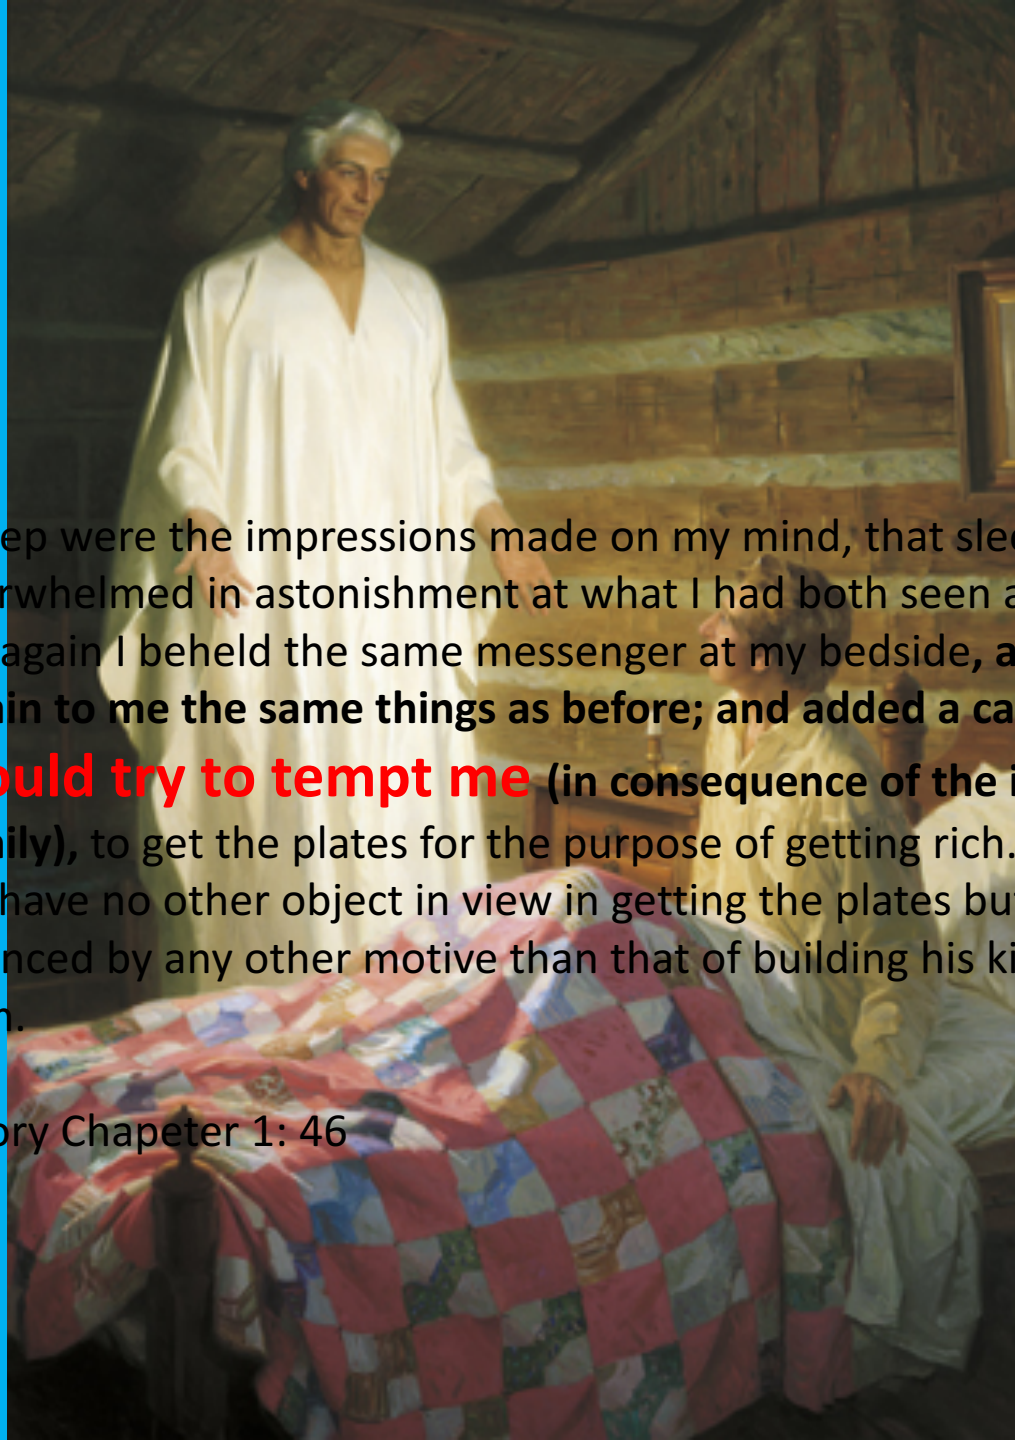 ep were the impressions made on my mind, that slee
rwhelmed in astonishment at what I had both seen a
again I beheld the same messenger at my bedside, a
in to me the same things as before; and added a ca
ould try to tempt me (in consequence of the i
ily), to get the plates for the purpose of getting rich.
have no other object in view in getting the plates but
nced by any other motive than that of building his ki
n.
ory Chapeter 1: 46